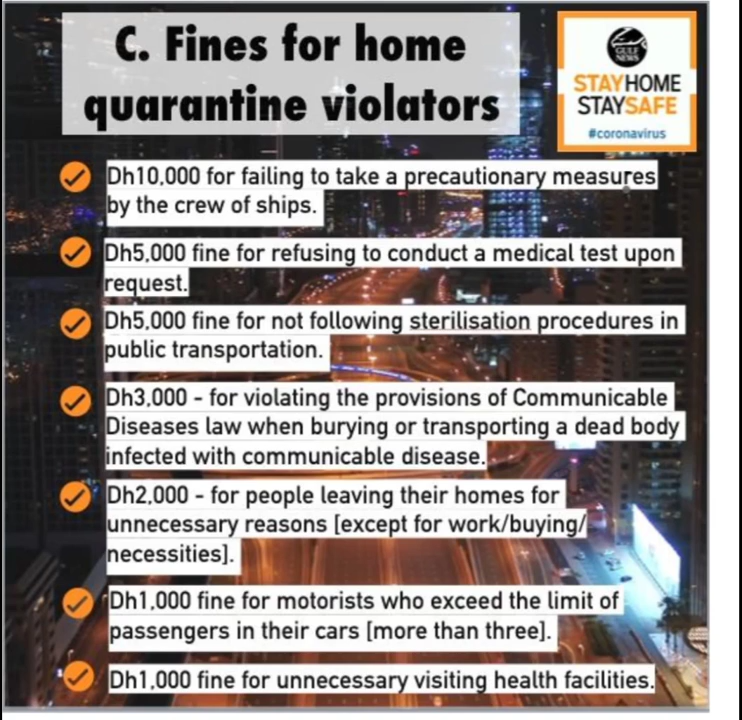 C. Fines for home
quarantine violators
GULF
NEWS
STAYHOME
STAYSAFE
#coronavirus
Dh10,000 for failing to take a precautionary measures
by the crew of ships.
Dh5,000 fine for refusing to conduct a medical test upon
request.
Dh5,000 fine for not following sterilisation procedures in
public transportation.
Dh3,000 - for violating the provisions of Communicable
Diseases law when burying or transporting a dead body
infected with communicable disease.
Dh2,000 - for people leaving their homes for
unnecessary reasons [except for work/buying/
necessities].
Dh1,000 fine for motorists who exceed the limit of
passengers in their cars [more than three].
Dh1,000 fine for unnecessary visiting health facilities.